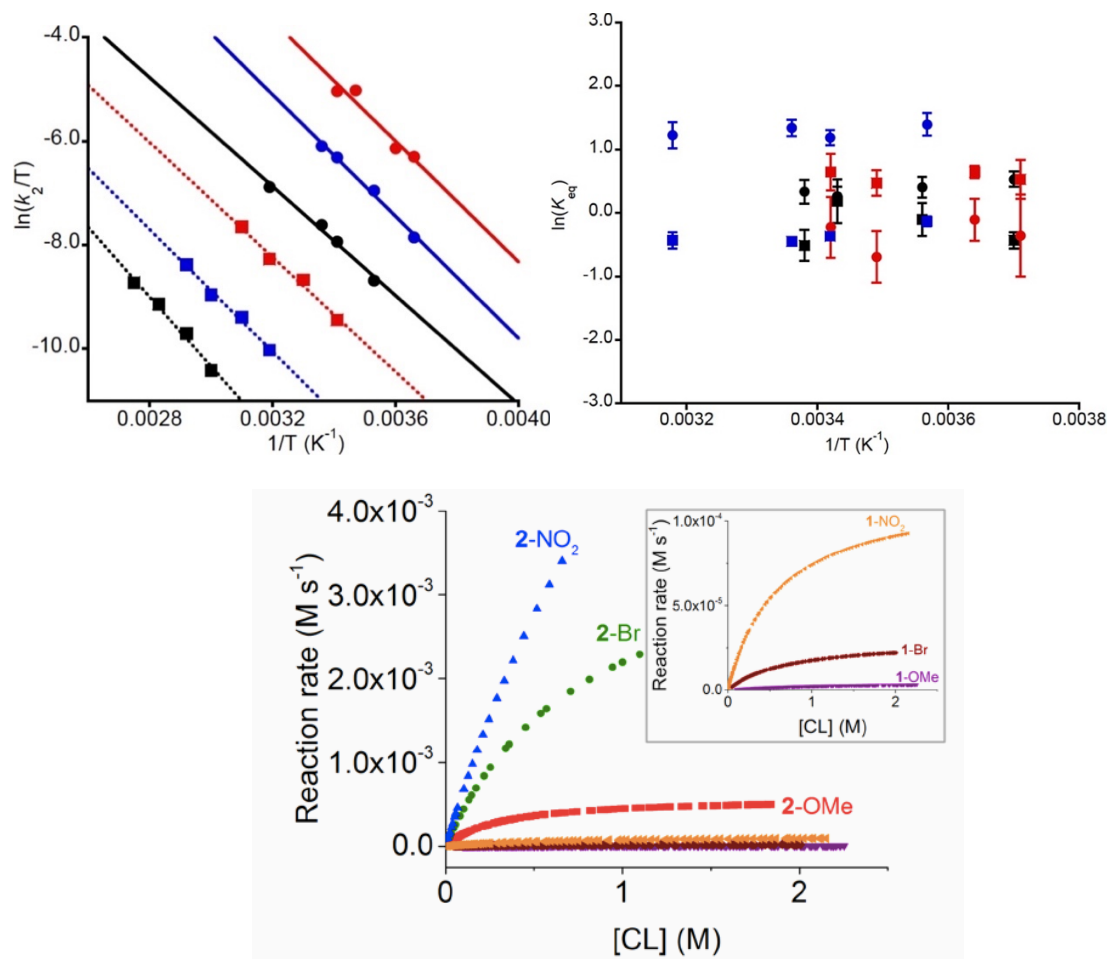 -4.0
-6.0
-8.0
-10.0
ln(k₂/T)
0.0028
0.0032
0.0036
0.0040
1/T (K⁻¹)
3.0
2.0
1.0
0.0
-1.0
-2.0
-3.0
ln(Keq)
0.0032
0.0034
0.0036
0.0038
1/T (K⁻¹)
4.0x10⁻³
3.0x10⁻³
2.0x10⁻³
1.0x10⁻³
0.0
Reaction rate (M s⁻¹)
2-NO₂
2-Br
2-OMe
0
1
2
[CL] (M)
1.0x10⁻⁴
5.0x10⁻⁵
0.0
Reaction rate (M s⁻¹)
1-NO₂
1-Br
1-OMe
0
1
2
[CL] (M)